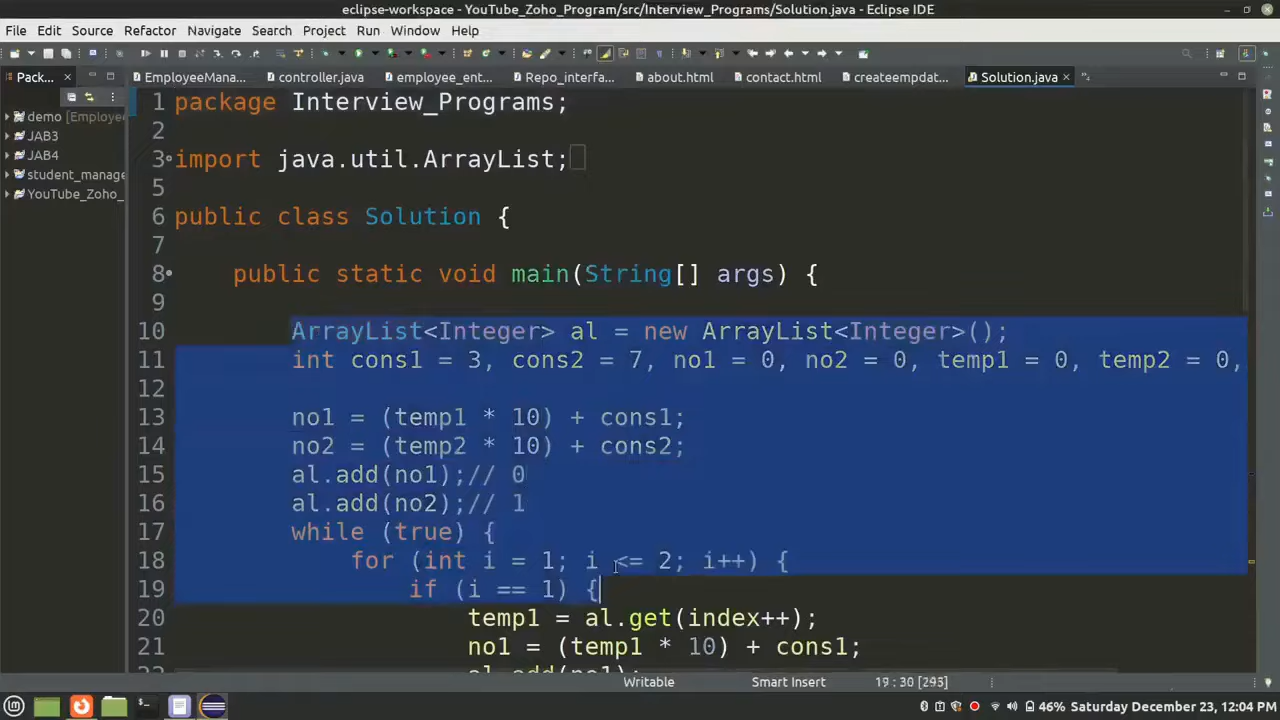 eclipse-workspace - YouTube_Zoho_Program/src/Interview_Programs/Solution.java - Eclipse IDE
File Edit Source Refactor Navigate Search Project Run Window Help
Pack... EmployeeMana... controller.java employee_ent... Repo_interfa... about.html contact.html createempdat... Solution.java
demo [Employee
JAB3
JAB4
student_manage
YouTube_Zoho_
1 package Interview_Programs;
2
3 import java.util.ArrayList;
5
6 public class Solution {
7
8 public static void main(String[] args) {
9
10 ArrayList<Integer> al = new ArrayList<Integer>();
11 int cons1 = 3, cons2 = 7, no1 = 0, no2 = 0, temp1 = 0, temp2 = 0,
12
13 no1 = (temp1 * 10) + cons1;
14 no2 = (temp2 * 10) + cons2;
15 al.add(no1);// 0
16 al.add(no2);// 1
17 while (true) {
18 for (int i = 1; i <= 2; i++) {
19 if (i == 1) {
20 temp1 = al.get(index++);
21 no1 = (temp1 * 10) + cons1;
22 al.add(no1);
Writable Smart Insert 19 : 30 [293]
46% Saturday December 23, 12:04 PM